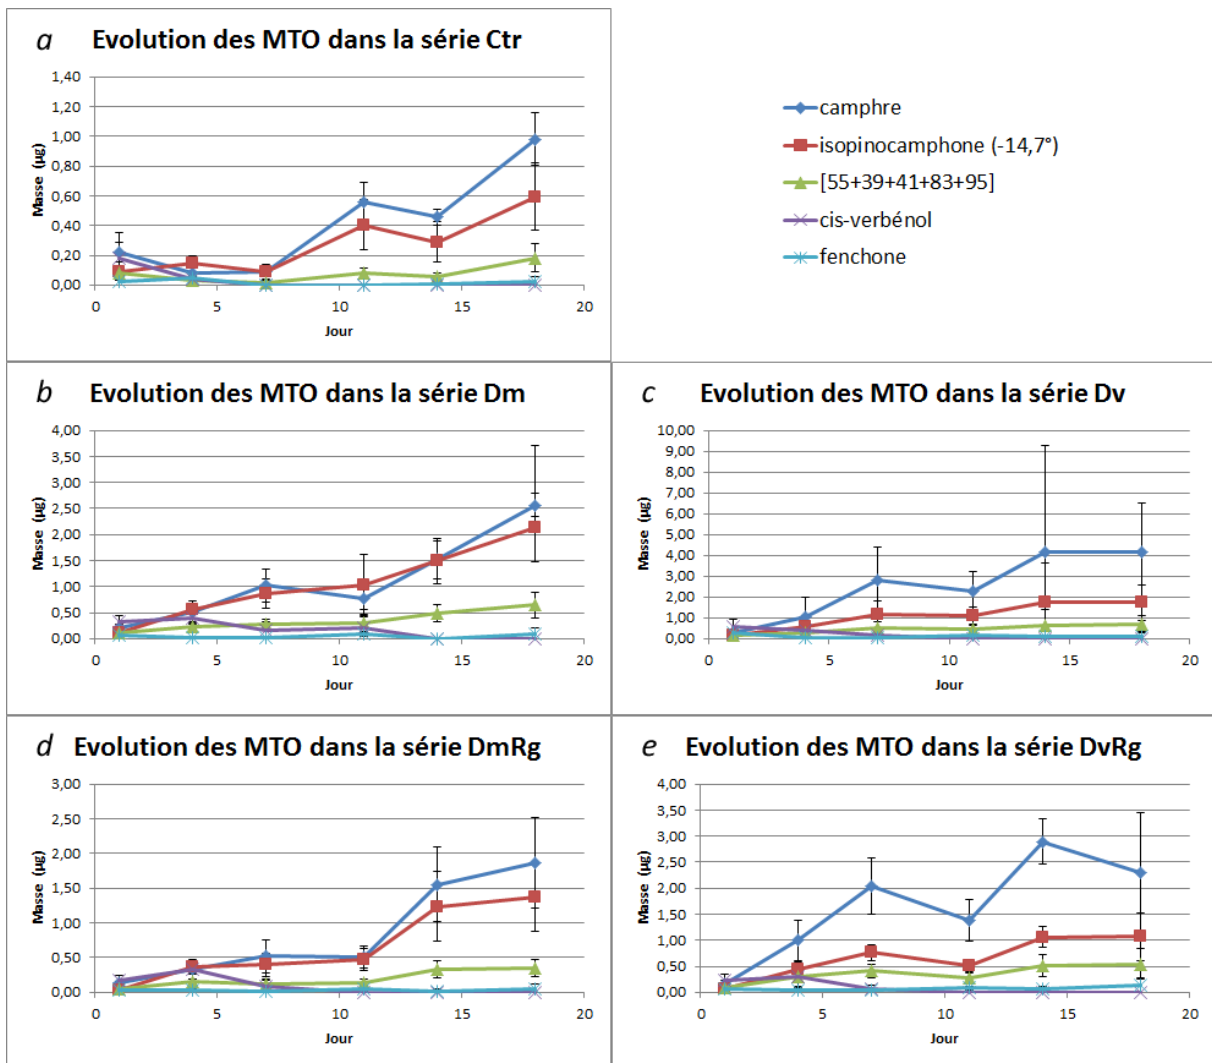 a Evolution des MTO dans la série Ctr
1,40
1,20
1,00
0,80
0,60
0,40
0,20
0,00
Masse (µg)
0 5 10 15 20
Jour
camphre
isopinocamphone (-14,7°)
[55+39+41+83+95]
cis-verbénol
fenchone
b Evolution des MTO dans la série Dm
4,00
3,50
3,00
2,50
2,00
1,50
1,00
0,50
0,00
Masse (µg)
0 5 10 15 20
Jour
c Evolution des MTO dans la série Dv
10,00
9,00
8,00
7,00
6,00
5,00
4,00
3,00
2,00
1,00
0,00
Masse (µg)
0 5 10 15 20
Jour
d Evolution des MTO dans la série DmRg
3,00
2,50
2,00
1,50
1,00
0,50
0,00
Masse (µg)
0 5 10 15 20
Jour
e Evolution des MTO dans la série DvRg
4,00
3,50
3,00
2,50
2,00
1,50
1,00
0,50
0,00
Masse (µg)
0 5 10 15 20
Jour